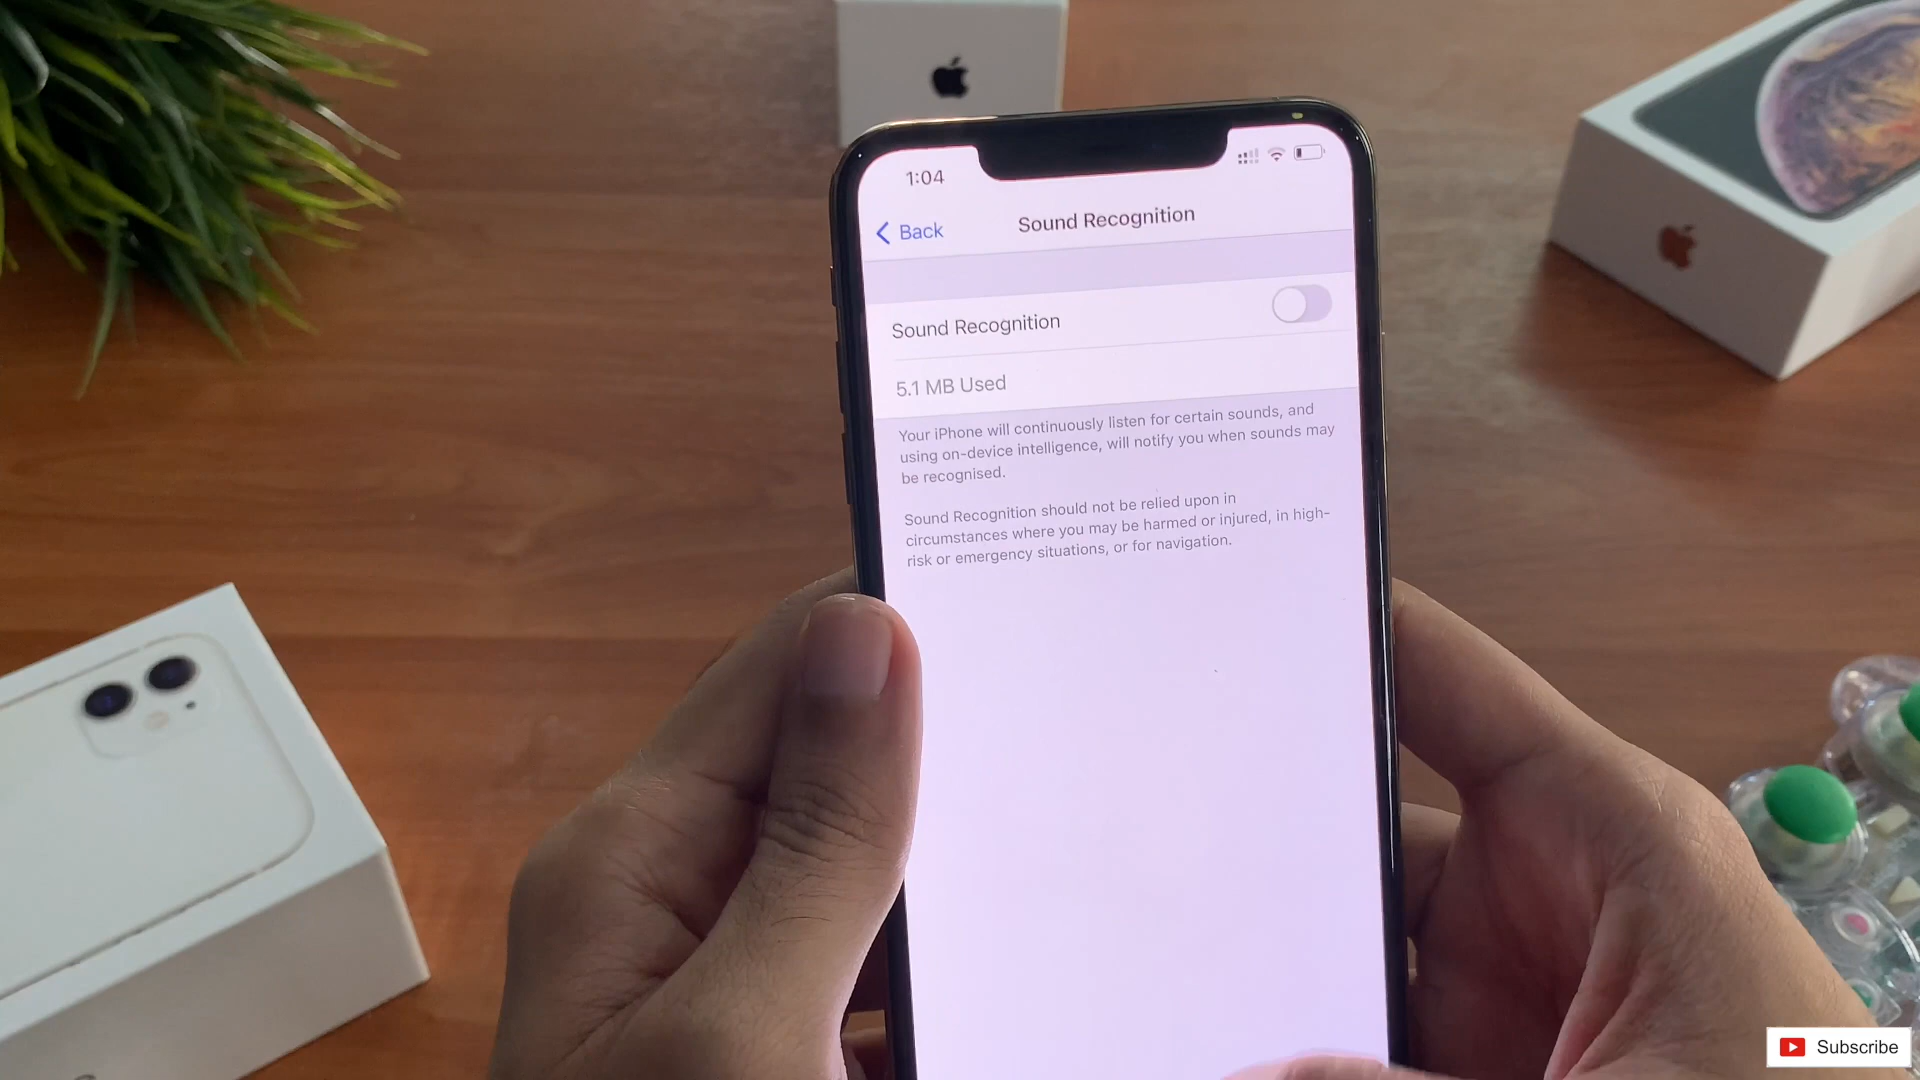 1:04
Back
Sound Recognition
Sound Recognition
5.1 MB Used
Your iPhone will continuously listen for certain sounds, and
using on-device intelligence, will notify you when sounds may
be recognised.
Sound Recognition should not be relied upon in
circumstances where you may be harmed or injured, in high-
risk or emergency situations, or for navigation.
Subscribe